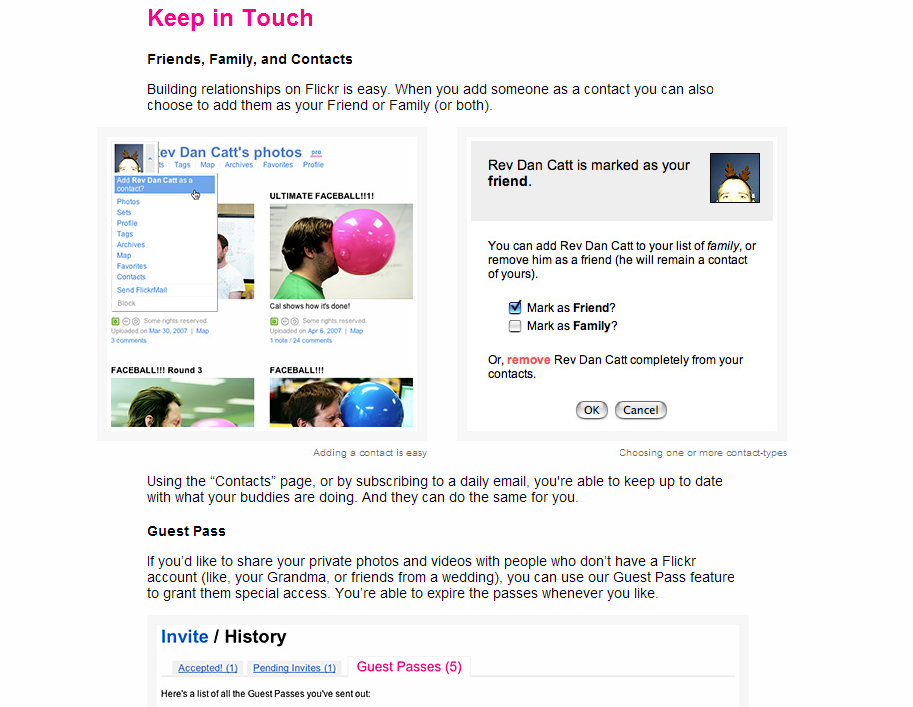 Keep in Touch
Friends, Family, and Contacts
Building relationships on Flickr is easy. When you add someone as a contact you can also
choose to add them as your Friend or Family (or both).
ev Dan Catt's photos pro
ts Tags Map Archives Favorites Profile
Add Rev Dan Catt as a
contact?
Photos
Sets
Profile
Tags
Archives
Map
Favorites
Contacts
Send FlickrMail
Block
Some rights reserved.
Uploaded on Mar 30, 2007 | Map
3 comments
ULTIMATE FACEBALL!!1!
Cal shows how it's done!
Some rights reserved.
Uploaded on Apr 6, 2007 | Map
1 note / 24 comments
FACEBALL!!! Round 3
FACEBALL!!!
Adding a contact is easy
Rev Dan Catt is marked as your
friend.
You can add Rev Dan Catt to your list of family, or
remove him as a friend (he will remain a contact
of yours).
Mark as Friend?
Mark as Family?
Or, remove Rev Dan Catt completely from your
contacts.
OK Cancel
Choosing one or more contact-types
Using the “Contacts” page, or by subscribing to a daily email, you're able to keep up to date
with what your buddies are doing. And they can do the same for you.
Guest Pass
If you’d like to share your private photos and videos with people who don’t have a Flickr
account (like, your Grandma, or friends from a wedding), you can use our Guest Pass feature
to grant them special access. You’re able to expire the passes whenever you like.
Invite / History
Accepted! (1) Pending Invites (1) Guest Passes (5)
Here's a list of all the Guest Passes you've sent out: